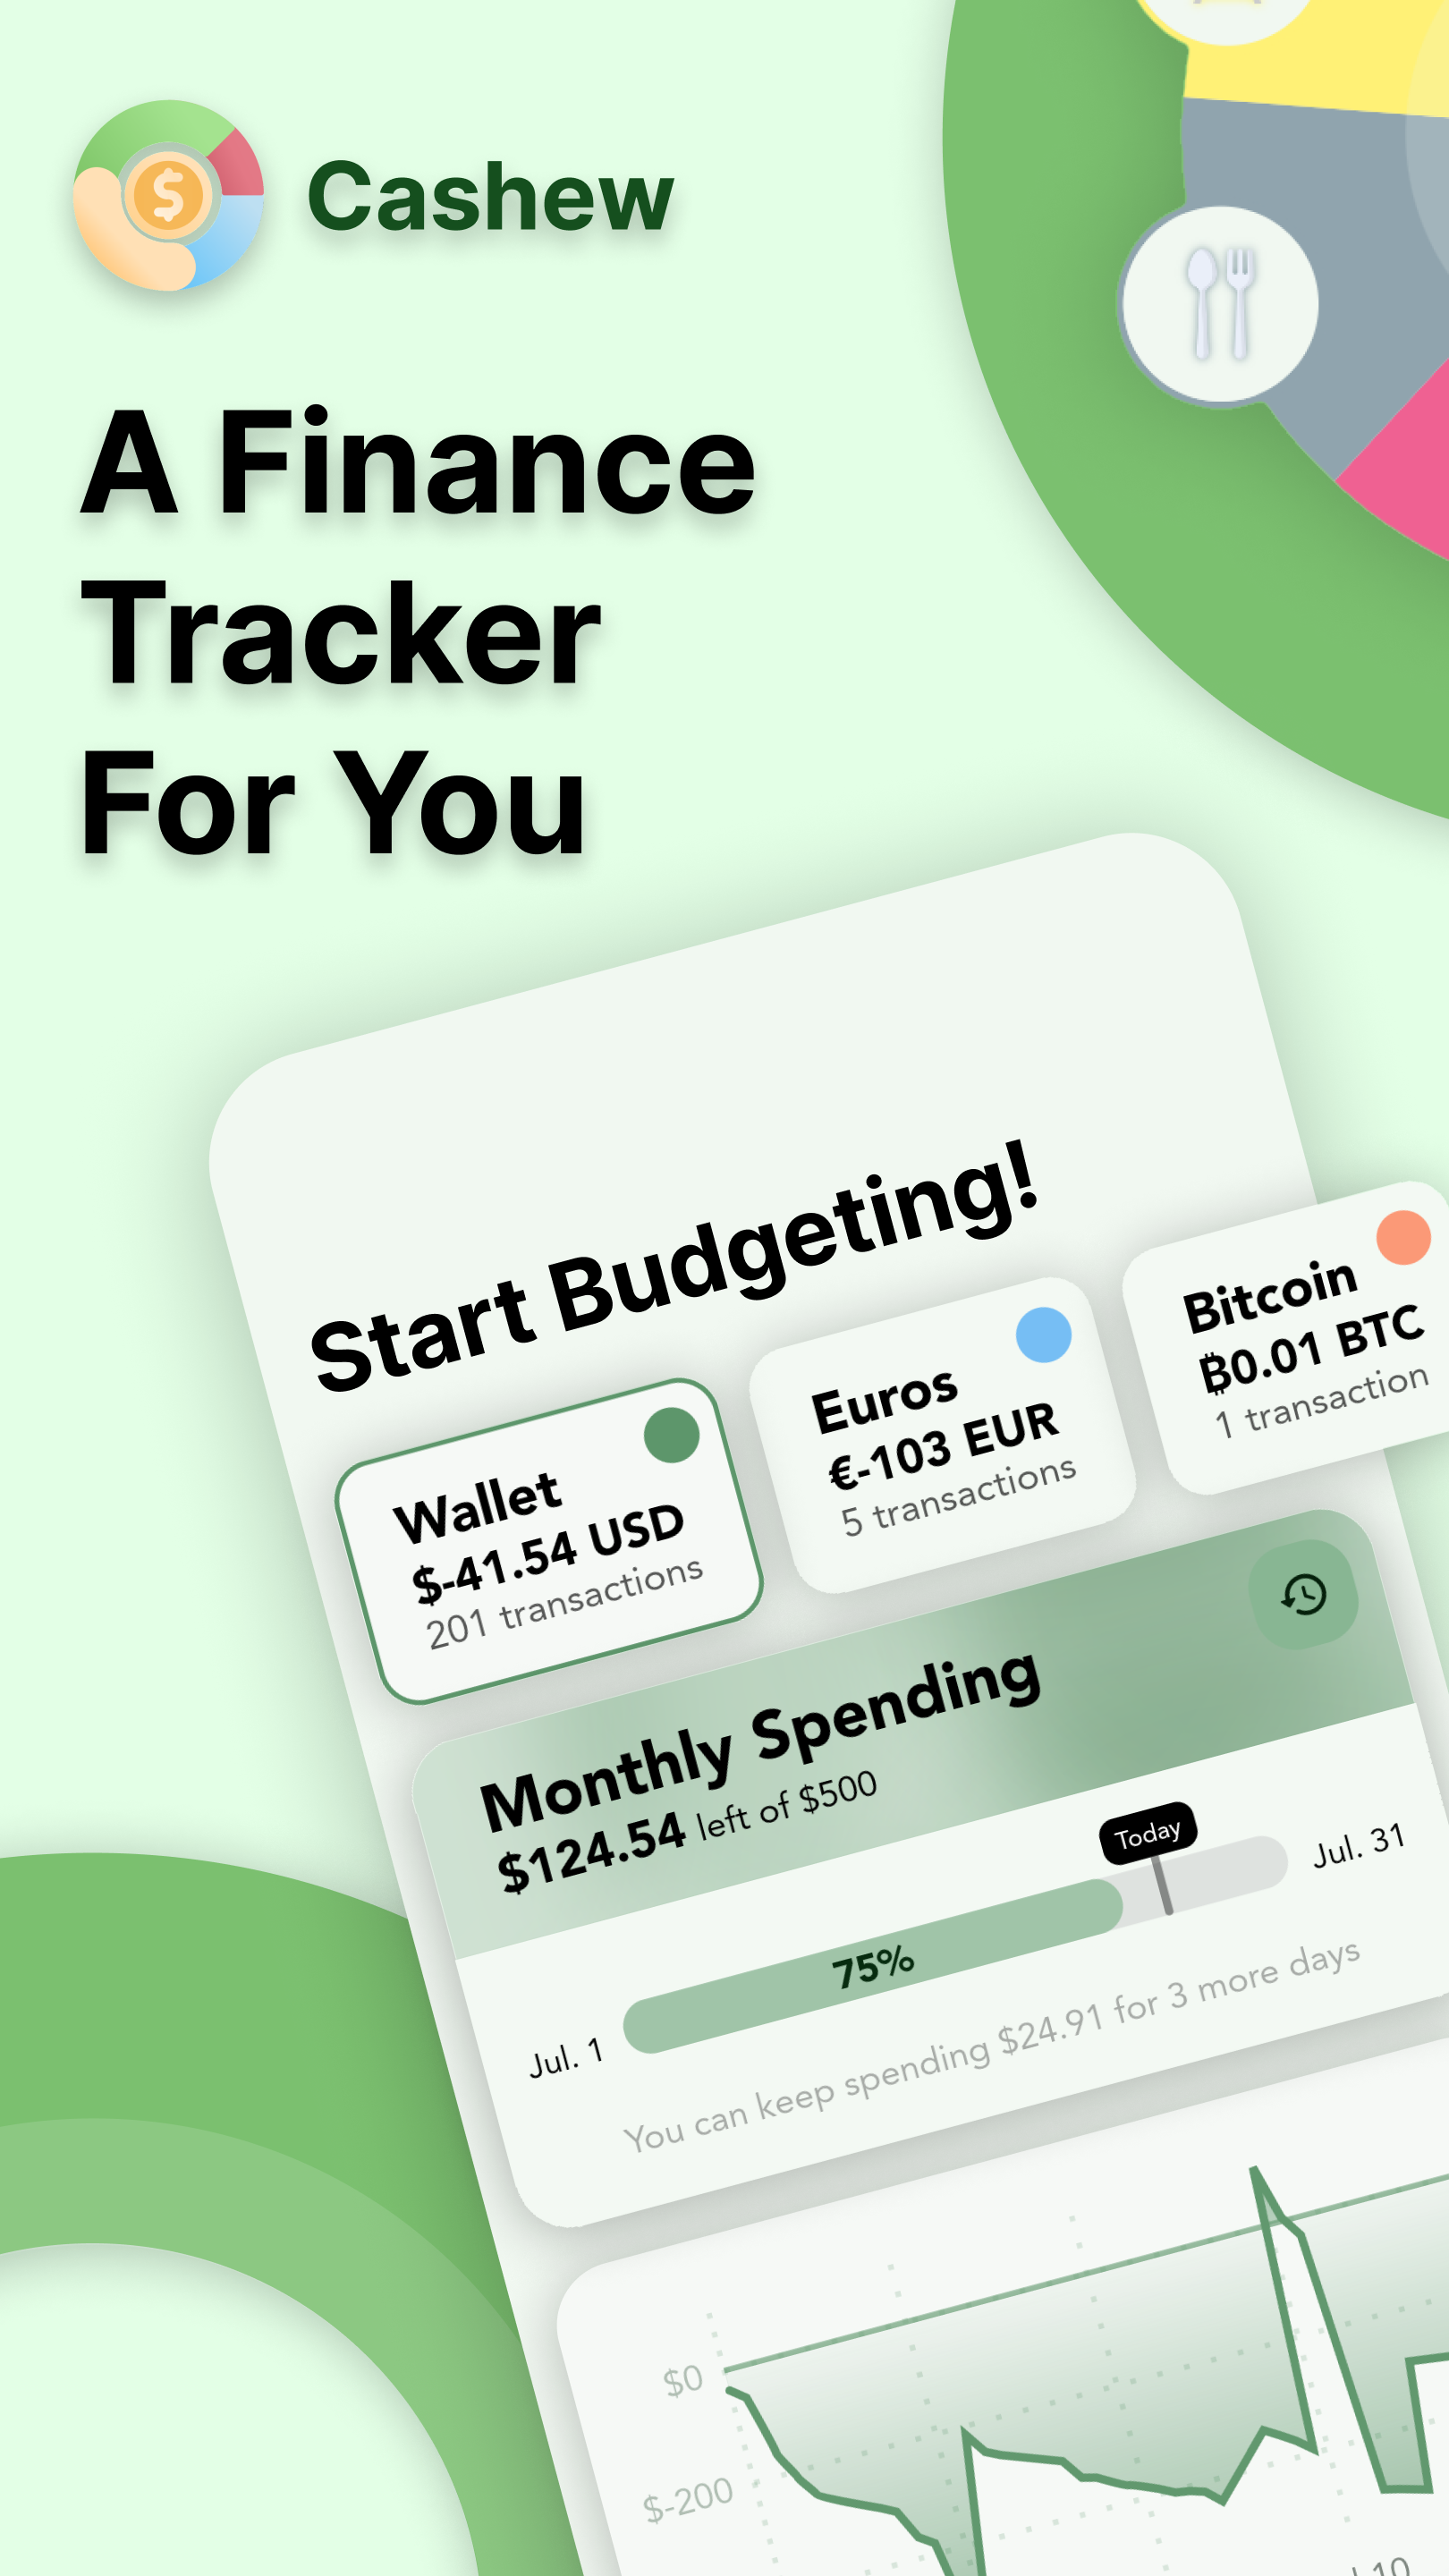 Cashew
A Finance
Tracker
For You
Start Budgeting!
Wallet
$-41.54 USD
201 transactions
Euros
€-103 EUR
5 transactions
Bitcoin
₿0.01 BTC
1 transaction
Monthly Spending
$124.54 left of $500
Today
Jul. 1
75%
Jul. 31
You can keep spending $24.91 for 3 more days
$0
$-200
10